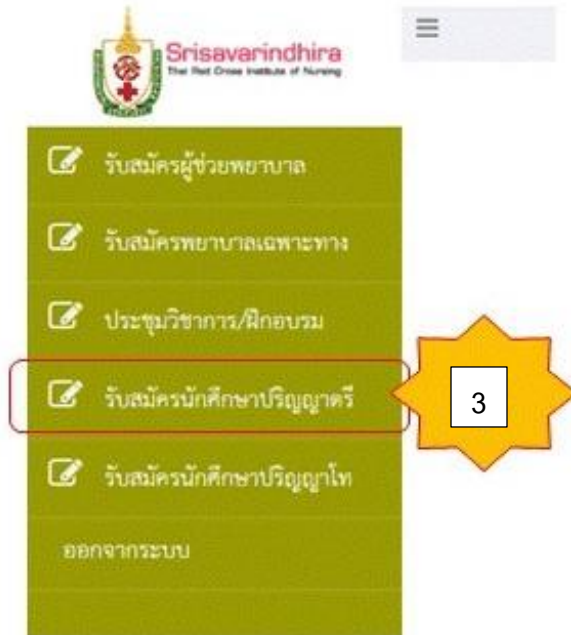 Srisavarindhira
Thai Red Cross Institute of Nursing
รับสมัครผู้ช่วยพยาบาล
รับสมัครพยาบาลเฉพาะทาง
ประชุมวิชาการ/ฝึกอบรม
รับสมัครนักศึกษาปริญญาตรี
3
รับสมัครนักศึกษาปริญญาโท
ออกจากระบบ